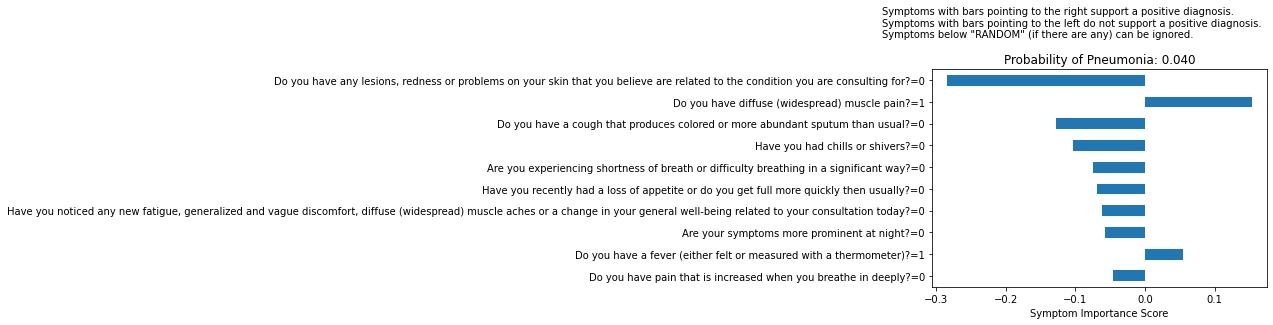 Symptoms with bars pointing to the right support a positive diagnosis.
Symptoms with bars pointing to the left do not support a positive diagnosis.
Symptoms below "RANDOM" (if there are any) can be ignored.
Probability of Pneumonia: 0.040
Do you have any lesions, redness or problems on your skin that you believe are related to the condition you are consulting for?=0
Do you have diffuse (widespread) muscle pain?=1
Do you have a cough that produces colored or more abundant sputum than usual?=0
Have you had chills or shivers?=0
Are you experiencing shortness of breath or difficulty breathing in a significant way?=0
Have you recently had a loss of appetite or do you get full more quickly then usually?=0
Have you noticed any new fatigue, generalized and vague discomfort, diffuse (widespread) muscle aches or a change in your general well-being related to your consultation today?=0
Are your symptoms more prominent at night?=0
Do you have a fever (either felt or measured with a thermometer)?=1
Do you have pain that is increased when you breathe in deeply?=0
−0.3 −0.2 −0.1 0.0 0.1
Symptom Importance Score